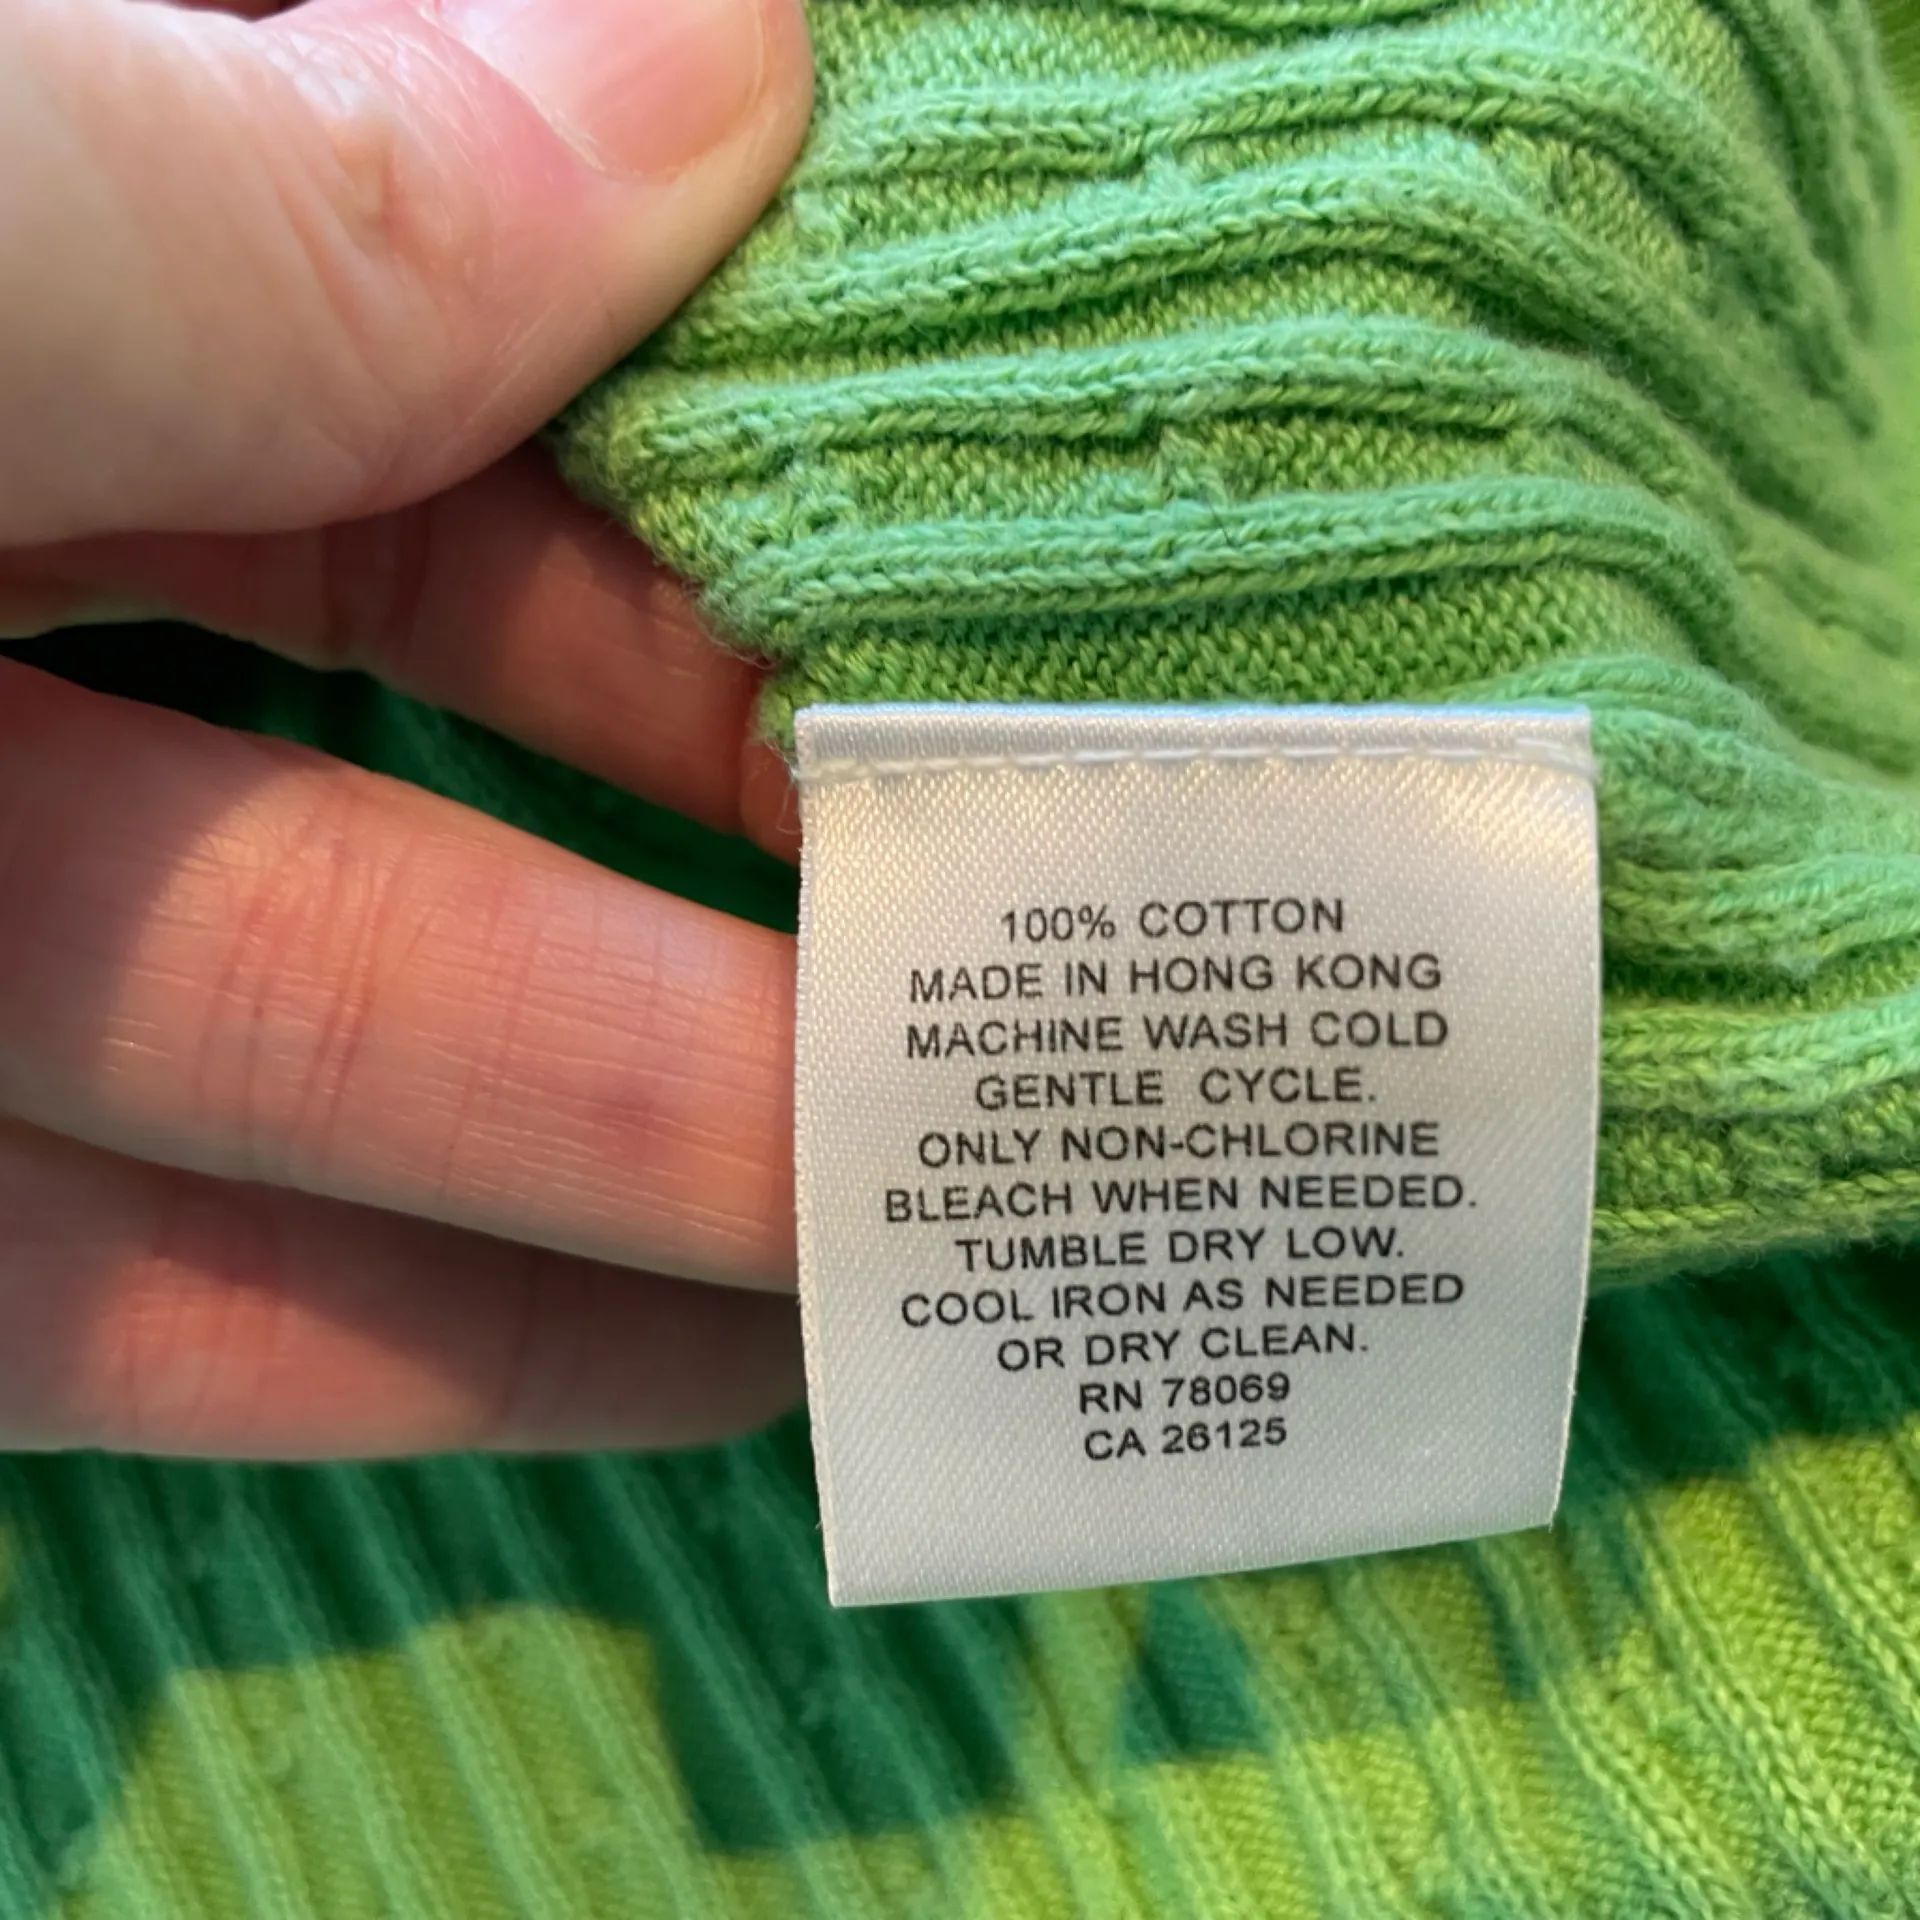 100% COTTON
MADE IN HONG KONG
MACHINE WASH COLD
GENTLE CYCLE.
ONLY NON-CHLORINE
BLEACH WHEN NEEDED.
TUMBLE DRY LOW.
COOL IRON AS NEEDED
OR DRY CLEAN.
RN 78069
CA 26125